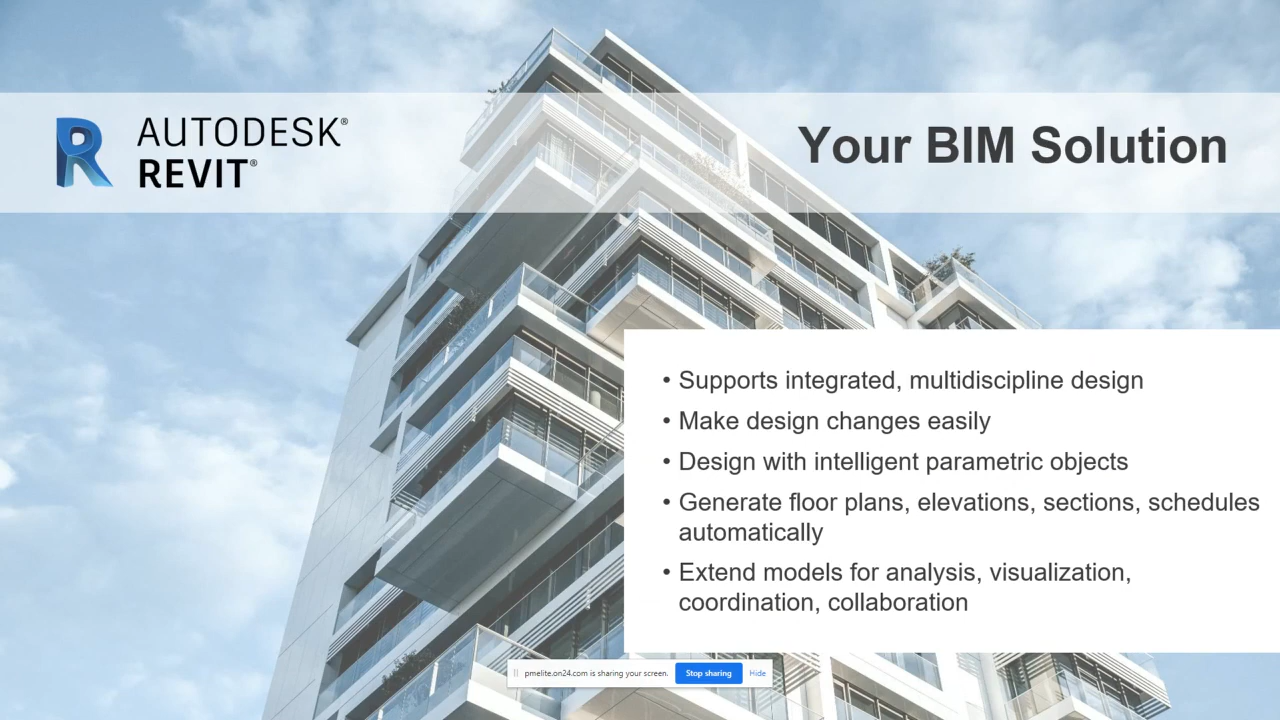 AUTODESK®
REVIT®
Your BIM Solution
• Supports integrated, multidiscipline design
• Make design changes easily
• Design with intelligent parametric objects
• Generate floor plans, elevations, sections, schedules
automatically
• Extend models for analysis, visualization,
coordination, collaboration
pmelite.on24.com is sharing your screen. Stop sharing Hide